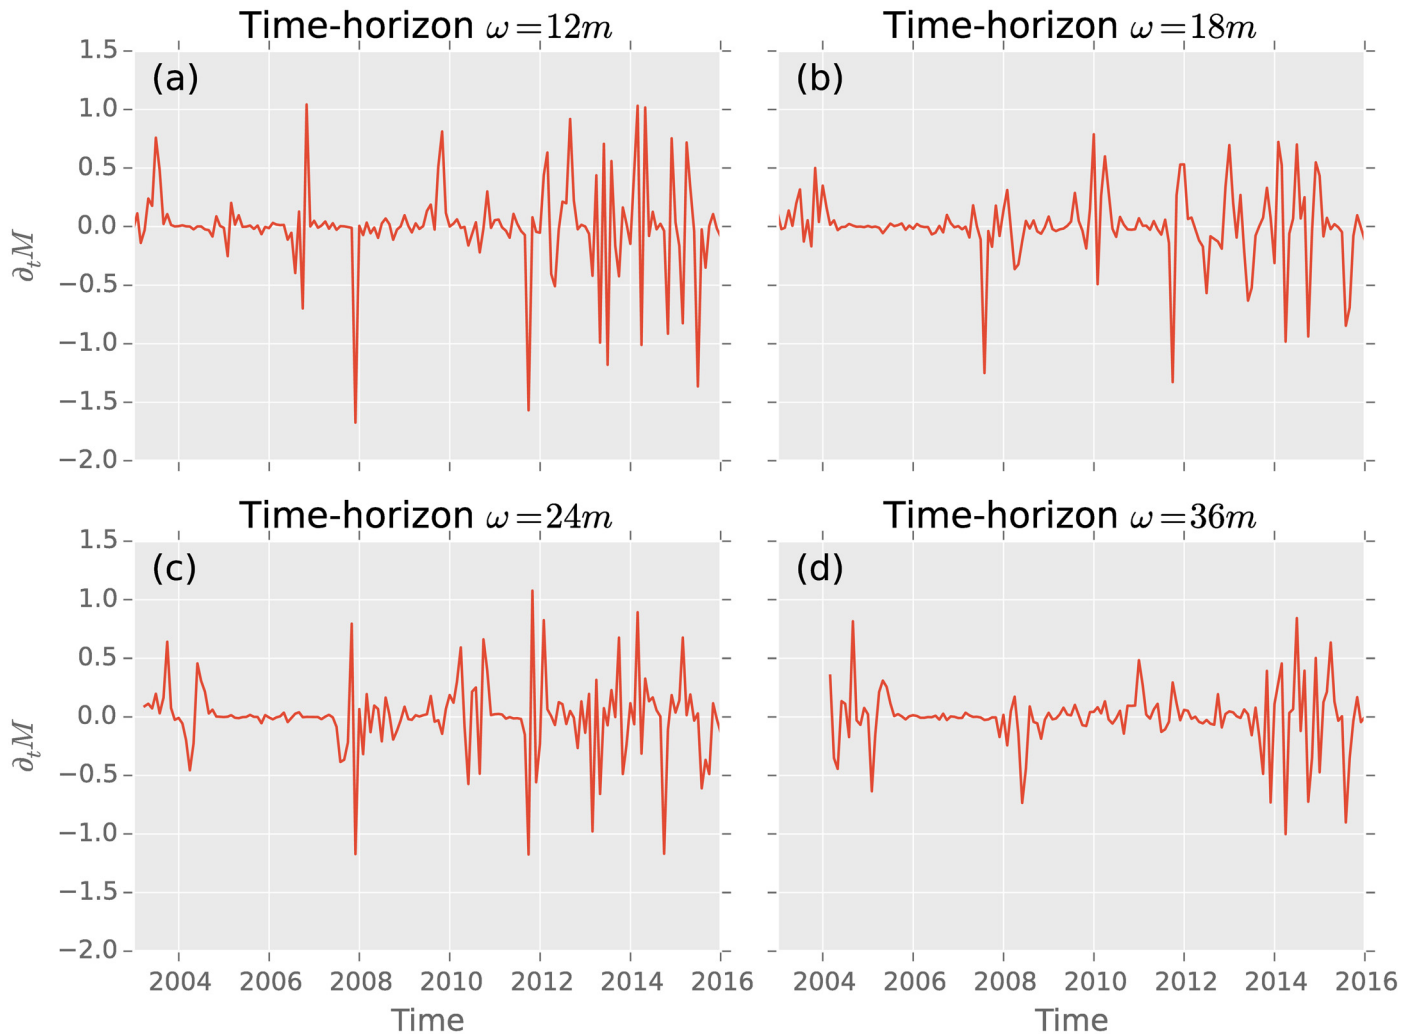 Time-horizon ω=12m
Time-horizon ω=18m
(a)
(b)
1.5
1.0
0.5
0.0
−0.5
−1.0
−1.5
−2.0
∂tM
Time-horizon ω=24m
Time-horizon ω=36m
(c)
(d)
1.5
1.0
0.5
0.0
−0.5
−1.0
−1.5
−2.0
∂tM
2004 2006 2008 2010 2012 2014 2016
2004 2006 2008 2010 2012 2014 2016
Time
Time